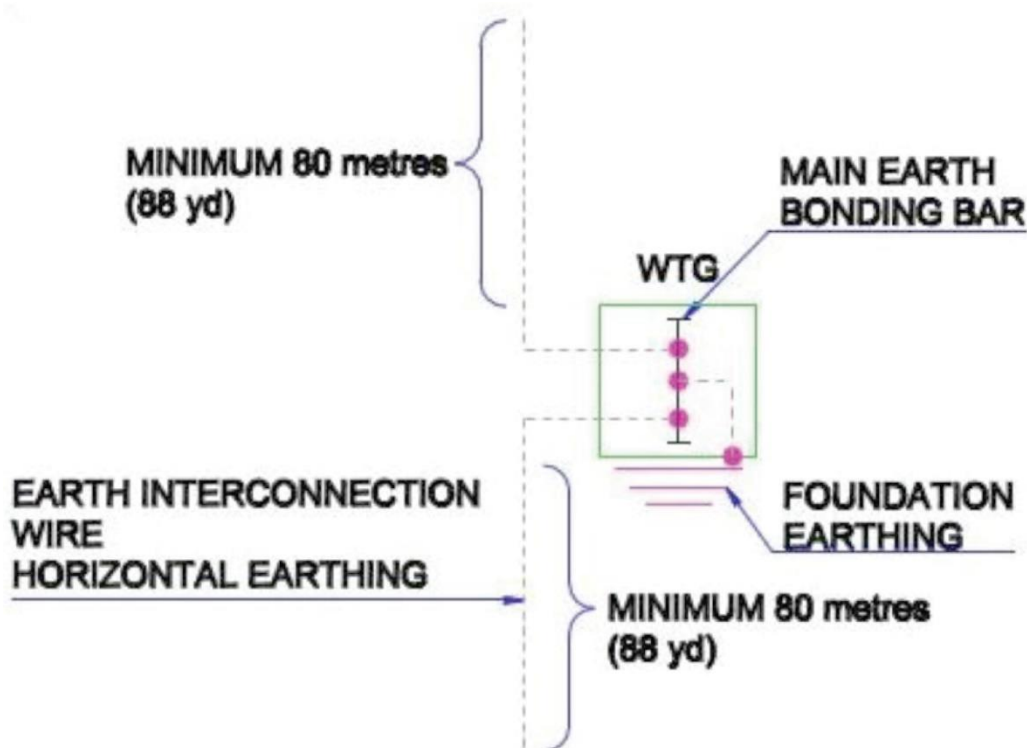 MINIMUM 80 metres
(88 yd)
MAIN EARTH
BONDING BAR
WTG
EARTH INTERCONNECTION
WIRE
HORIZONTAL EARTHING
FOUNDATION
EARTHING
MINIMUM 80 metres
(88 yd)